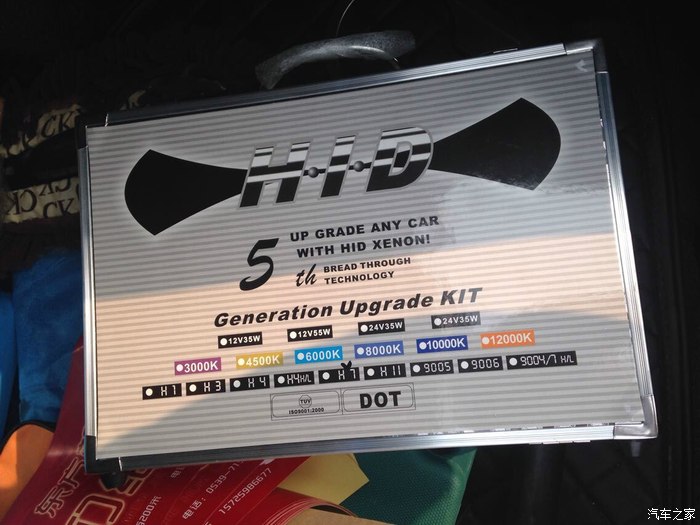 H·I·D
UP GRADE ANY CAR
WITH HID XENON!
5th BREAD THROUGH
TECHNOLOGY
Generation Upgrade KIT
12V35W 12V55W 24V35W 24V35W
3000K 4500K 6000K 8000K 10000K 12000K
H1 H3 H4 H4H/L H7 H11 9005 9006 9004/7 H/L
TUV
ISO9001:2000
DOT
15725969877
汽车之家